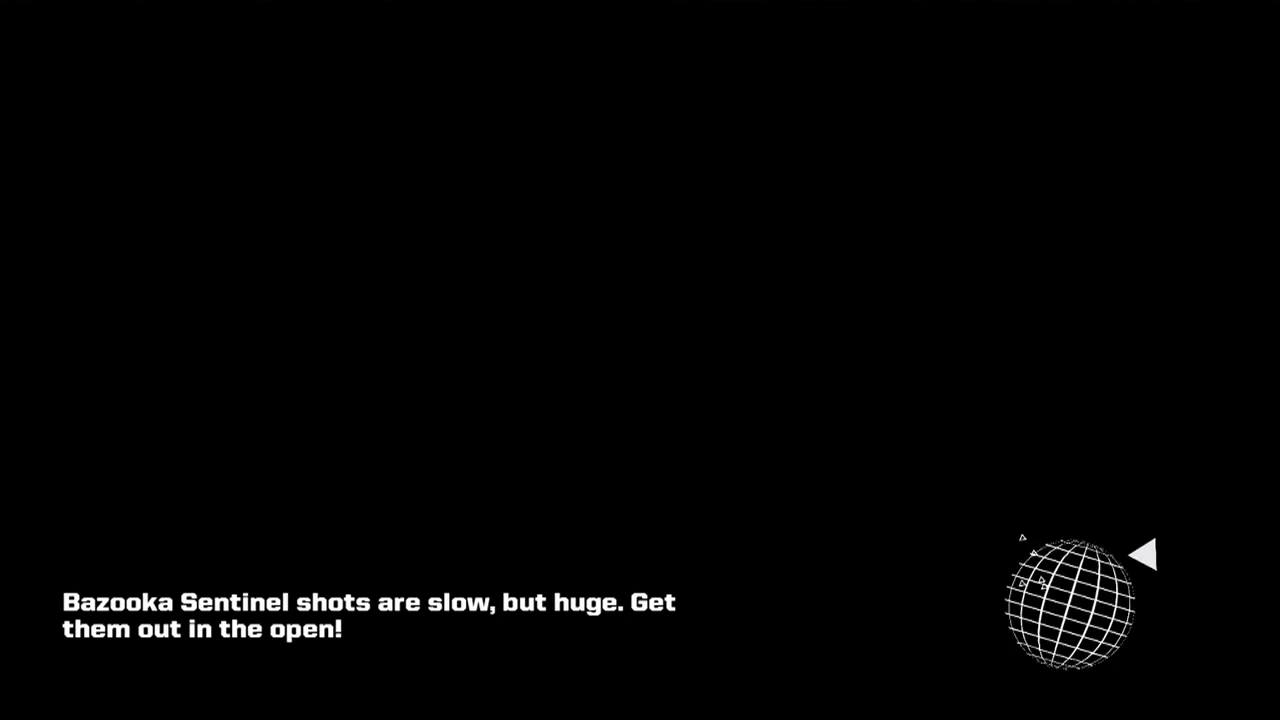 Bazooka Sentinel shots are slow, but huge. Get
them out in the open!